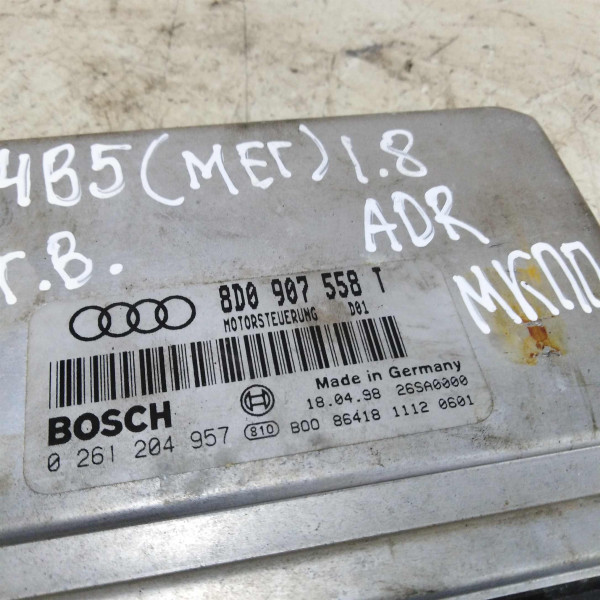 4B5 (МЕГ) 1.8
Г.В.
ADR
МКПП
8D0 907 558 T
MOTORSTEUERUNG D01
Made in Germany
BOSCH
18.04.98 26SA0000
0 261 204 957 810 B00 86418 1112 0601